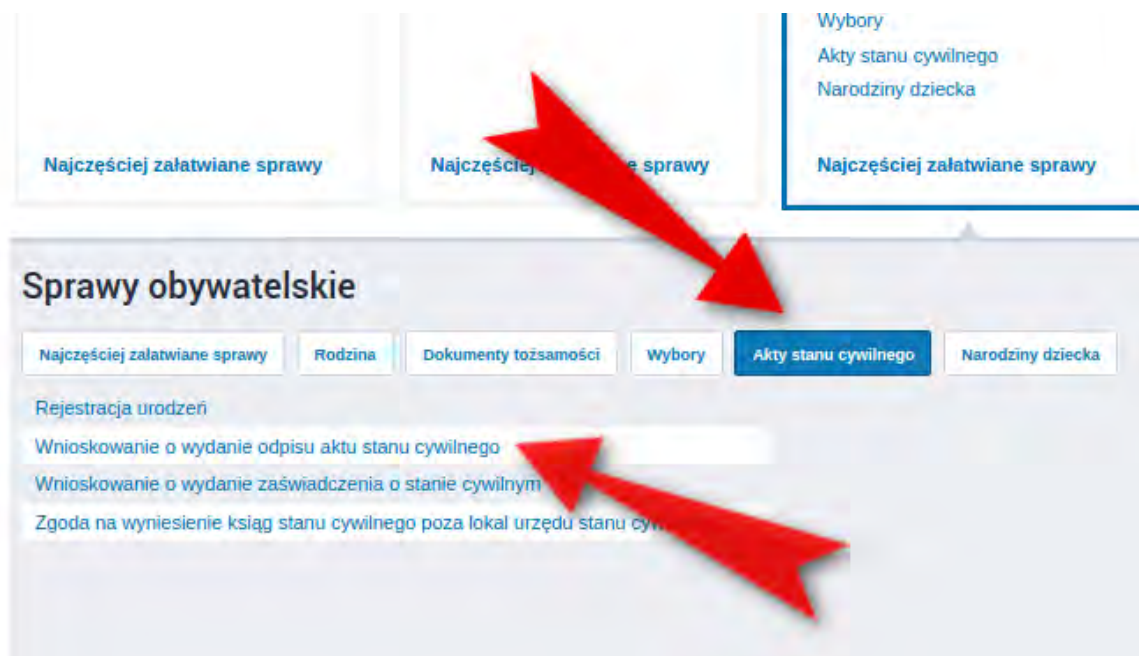 Wybory
Akty stanu cywilnego
Narodziny dziecka
Najczęściej załatwiane sprawy
Najczęściej sprawy
Najczęściej załatwiane sprawy
Sprawy obywatelskie
Najczęściej załatwiane sprawy
Rodzina
Dokumenty tożsamości
Wybory
Akty stanu cywilnego
Narodziny dziecka
Rejestracja urodzeń
Wnioskowanie o wydanie odpisu aktu stanu cywilnego
Wnioskowanie o wydanie zaświadczenia o stanie cywilnym
Zgoda na wyniesienie ksiąg stanu cywilnego poza lokal urzędu stanu